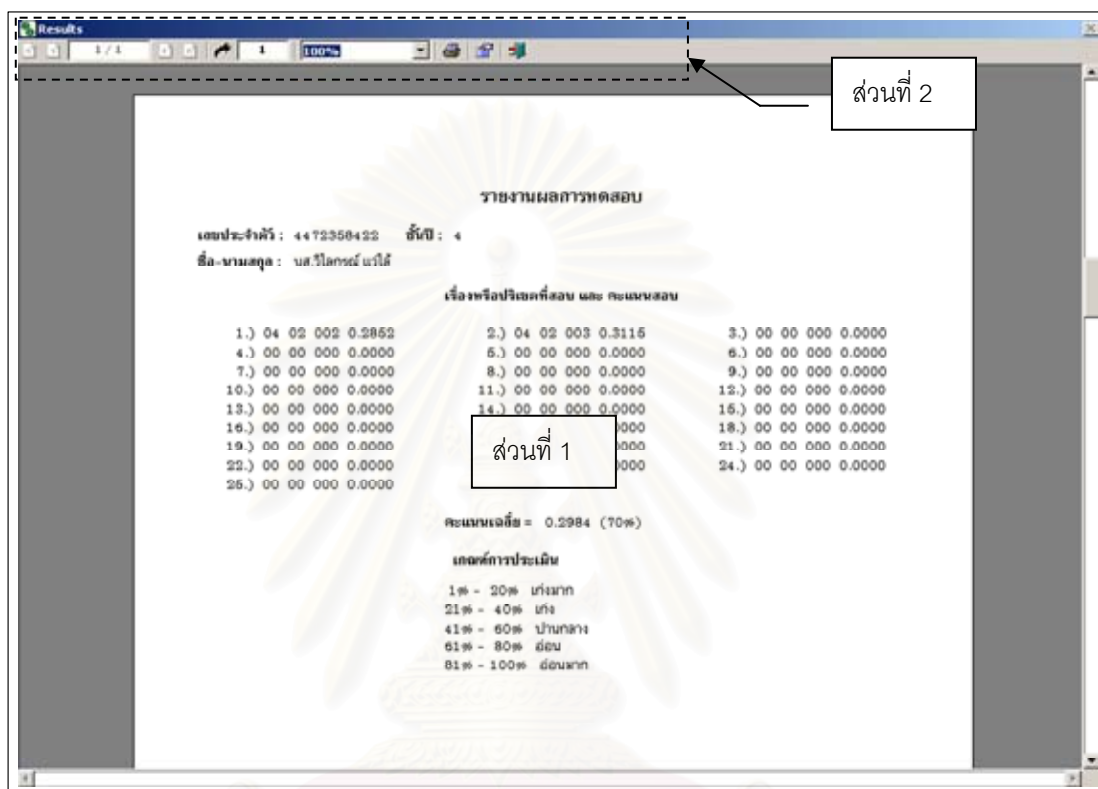 Results
1 / 1 1 100%
ส่วนที่ 2
รายงานผลการทดสอบ
เลขประจำตัว : 4472358422 ชั้นปี : 4
ชื่อ-นามสกุล : นส.วิไลกรณ์ แวได้
เรื่องหรือปริเขตที่สอบ และ คะแนนสอบ
1.) 04 02 002 0.2852 2.) 04 02 003 0.3115 3.) 00 00 000 0.0000
4.) 00 00 000 0.0000 5.) 00 00 000 0.0000 6.) 00 00 000 0.0000
7.) 00 00 000 0.0000 8.) 00 00 000 0.0000 9.) 00 00 000 0.0000
10.) 00 00 000 0.0000 11.) 00 00 000 0.0000 12.) 00 00 000 0.0000
13.) 00 00 000 0.0000 14.) 00 00 000 0.0000 15.) 00 00 000 0.0000
16.) 00 00 000 0.0000 0000 18.) 00 00 000 0.0000
19.) 00 00 000 0.0000 ส่วนที่ 1 0000 21.) 00 00 000 0.0000
22.) 00 00 000 0.0000 0000 24.) 00 00 000 0.0000
25.) 00 00 000 0.0000
คะแนนเฉลี่ย = 0.2984 (70%)
เกณฑ์การประเมิน
1% - 20% เก่งมาก
21% - 40% เก่ง
41% - 60% ปานกลาง
61% - 80% อ่อน
81% - 100% อ่อนมาก